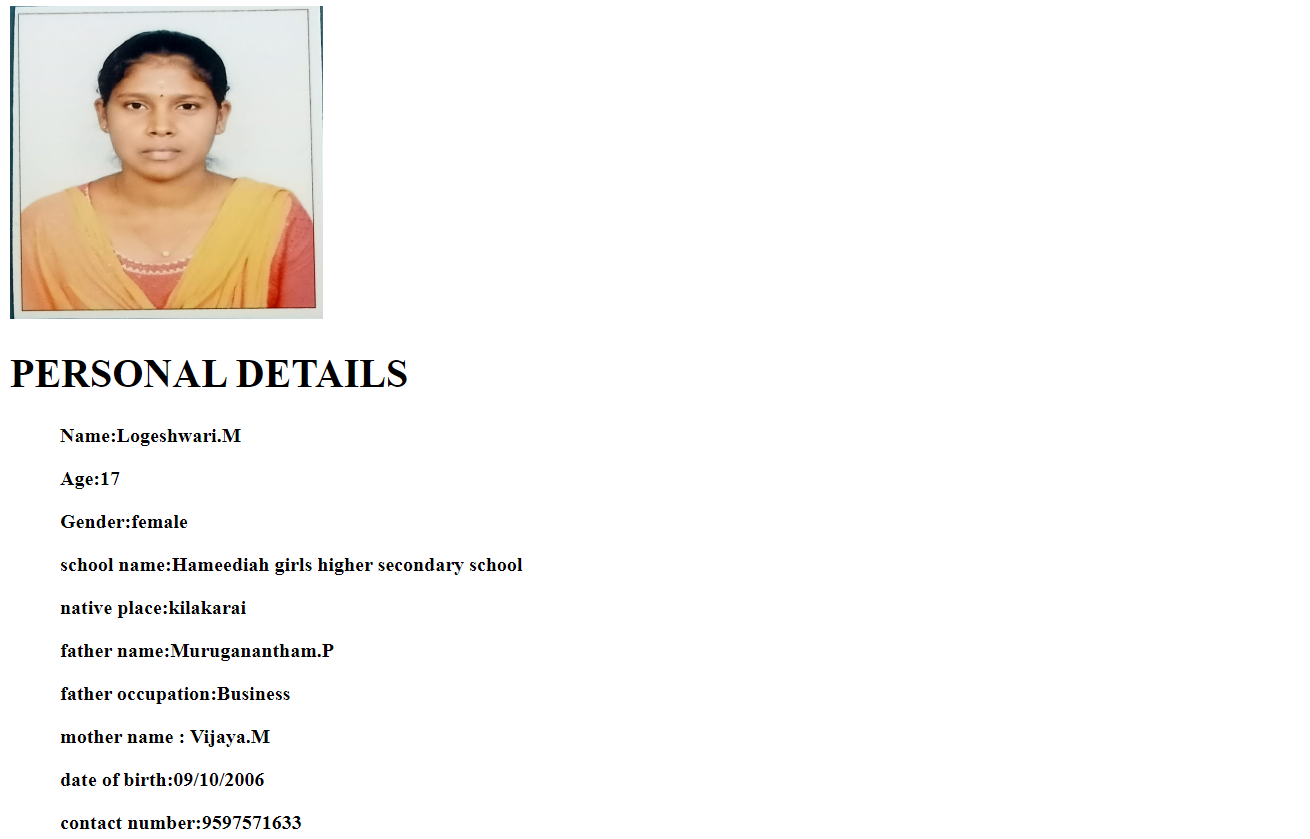 PERSONAL DETAILS
Name:Logeshwari.M
Age:17
Gender:female
school name:Hameediah girls higher secondary school
native place:kilakarai
father name:Muruganantham.P
father occupation:Business
mother name : Vijaya.M
date of birth:09/10/2006
contact number:9597571633